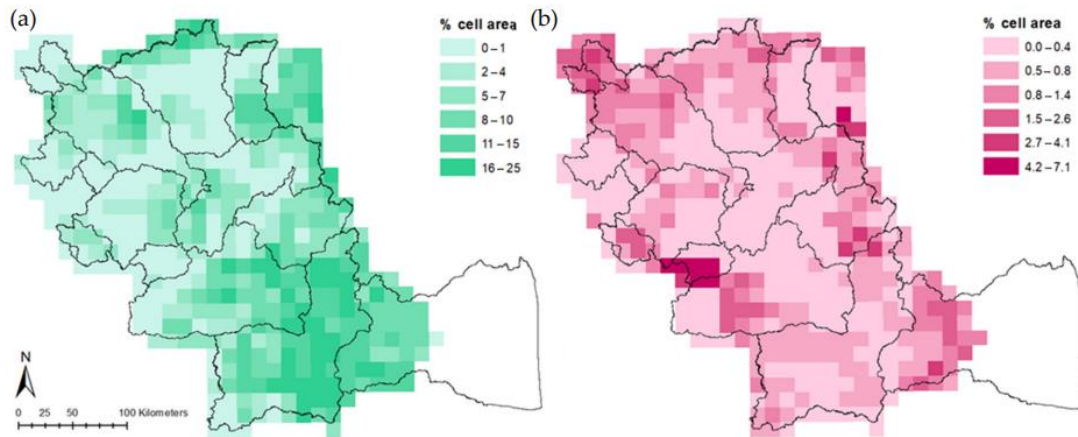 (a)
% cell area
0–1
2–4
5–7
8–10
11–15
16–25
N
0 25 50 100 Kilometers
(b)
% cell area
0.0–0.4
0.5–0.8
0.8–1.4
1.5–2.6
2.7–4.1
4.2–7.1